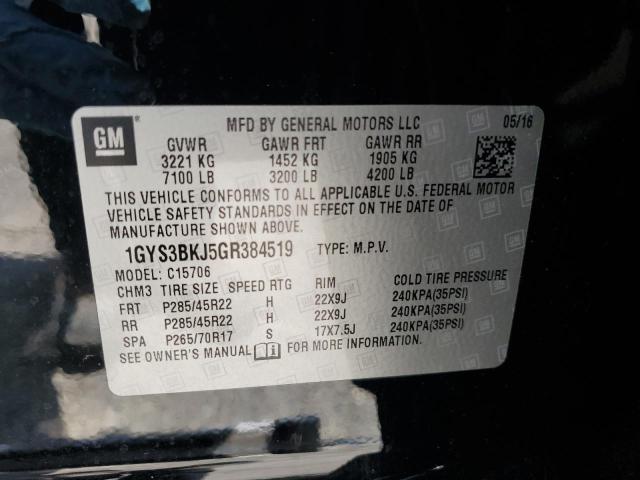 GM
MFD BY GENERAL MOTORS LLC 05/16
GVWR GAWR FRT GAWR RR
3221 KG 1452 KG 1905 KG
7100 LB 3200 LB 4200 LB
THIS VEHICLE CONFORMS TO ALL APPLICABLE U.S. FEDERAL MOTOR
VEHICLE SAFETY STANDARDS IN EFFECT ON THE DATE OF
MANUFACTURE SHOWN ABOVE.
1GYS3BKJ5GR384519 TYPE: M.P.V.
MODEL: C15706
CHM3 TIRE SIZE SPEED RTG RIM COLD TIRE PRESSURE
FRT P285/45R22 H 22X9J 240KPA(35PSI)
RR P285/45R22 H 22X9J 240KPA(35PSI)
SPA P265/70R17 S 17X7.5J 240KPA(35PSI)
SEE OWNER'S MANUAL FOR MORE INFORMATION.